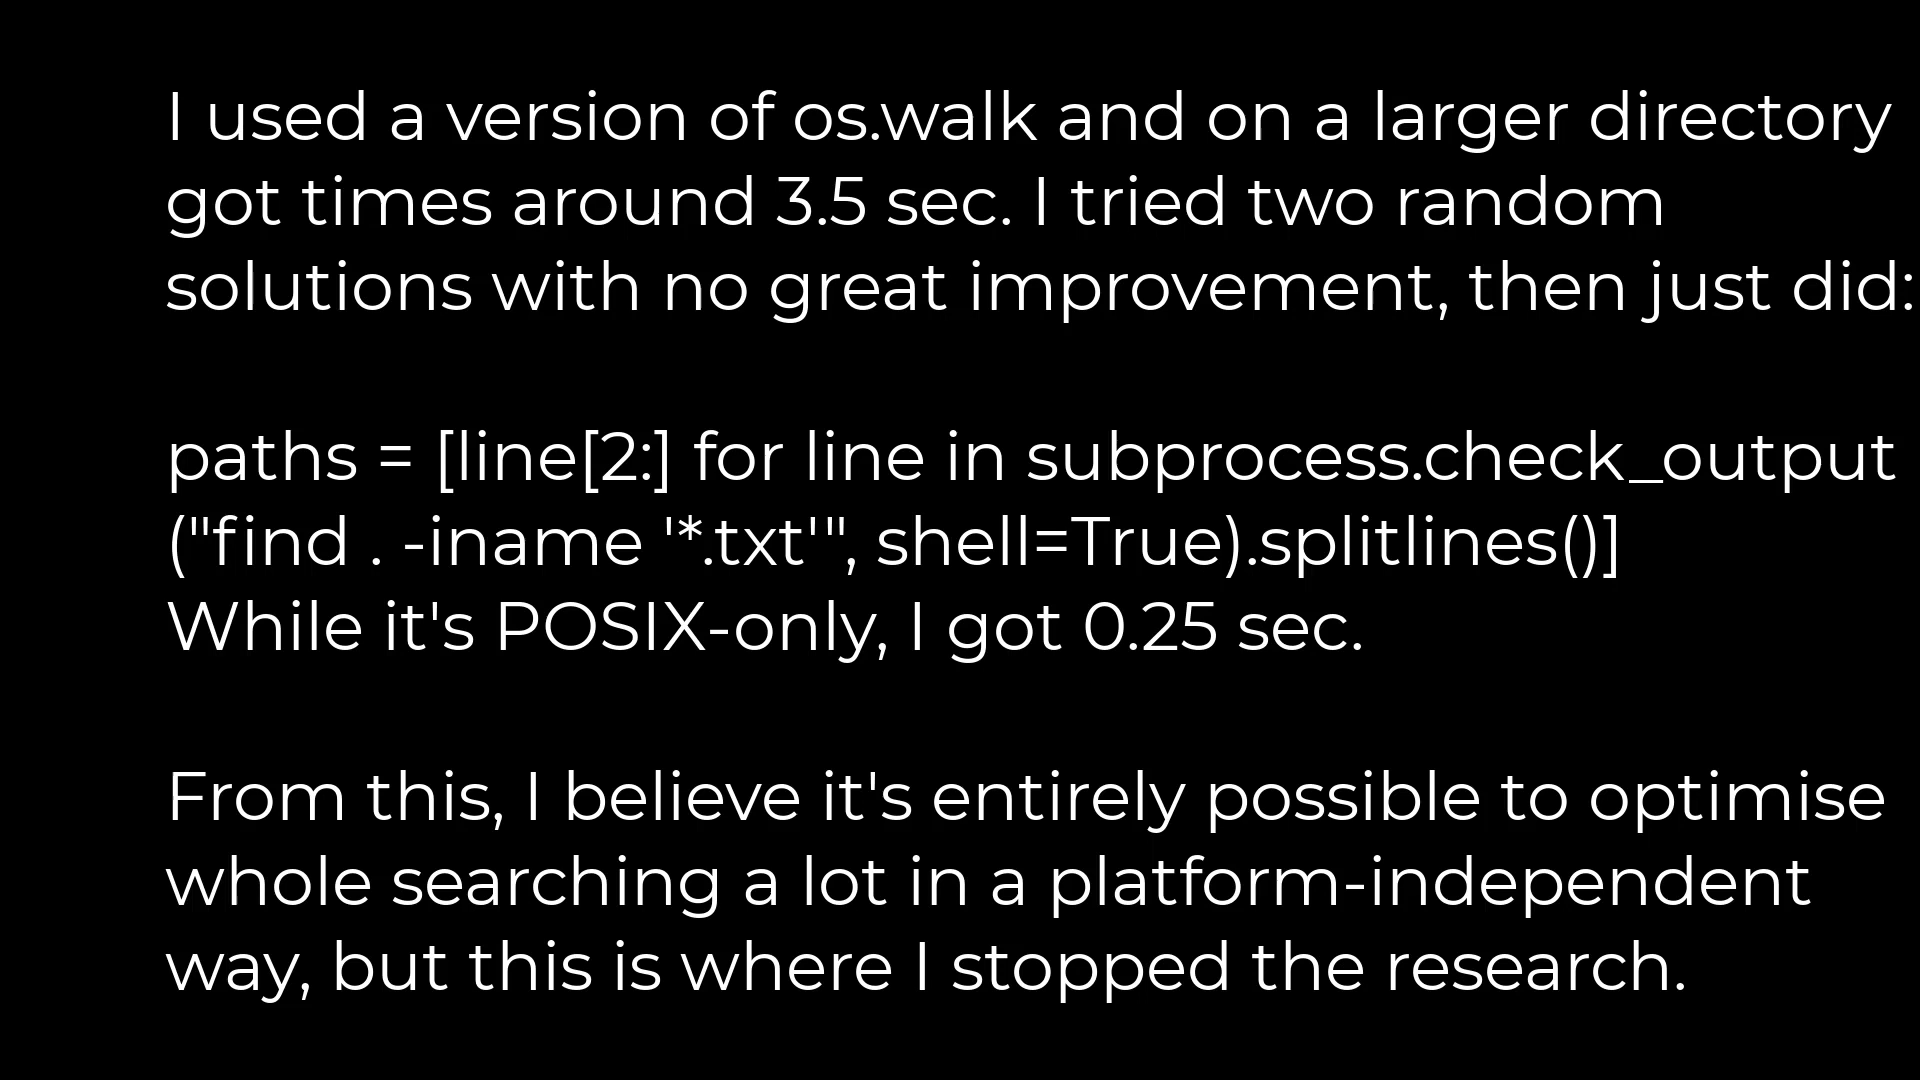 I used a version of os.walk and on a larger directory
got times around 3.5 sec. I tried two random
solutions with no great improvement, then just did:
paths = [line[2:] for line in subprocess.check_output
("find . -iname '*.txt'", shell=True).splitlines()]
While it's POSIX-only, I got 0.25 sec.
From this, I believe it's entirely possible to optimise
whole searching a lot in a platform-independent
way, but this is where I stopped the research.